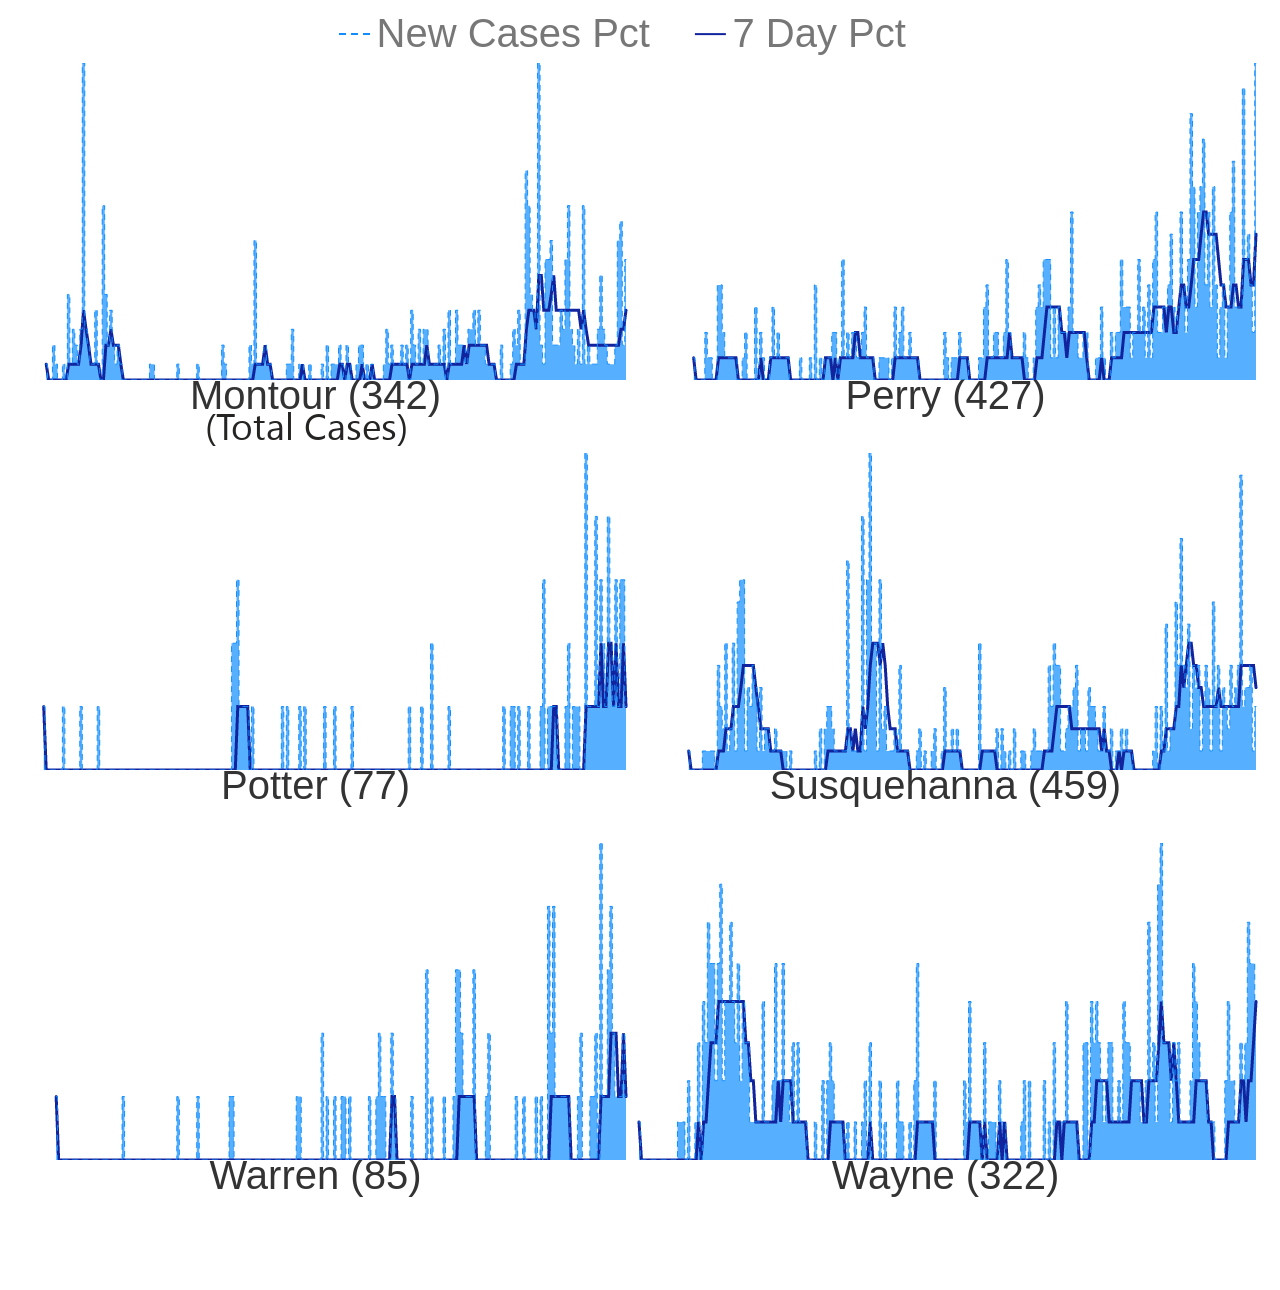 New Cases Pct 7 Day Pct
Montour (342) Perry (427)
(Total Cases)
Potter (77) Susquehanna (459)
Warren (85) Wayne (322)